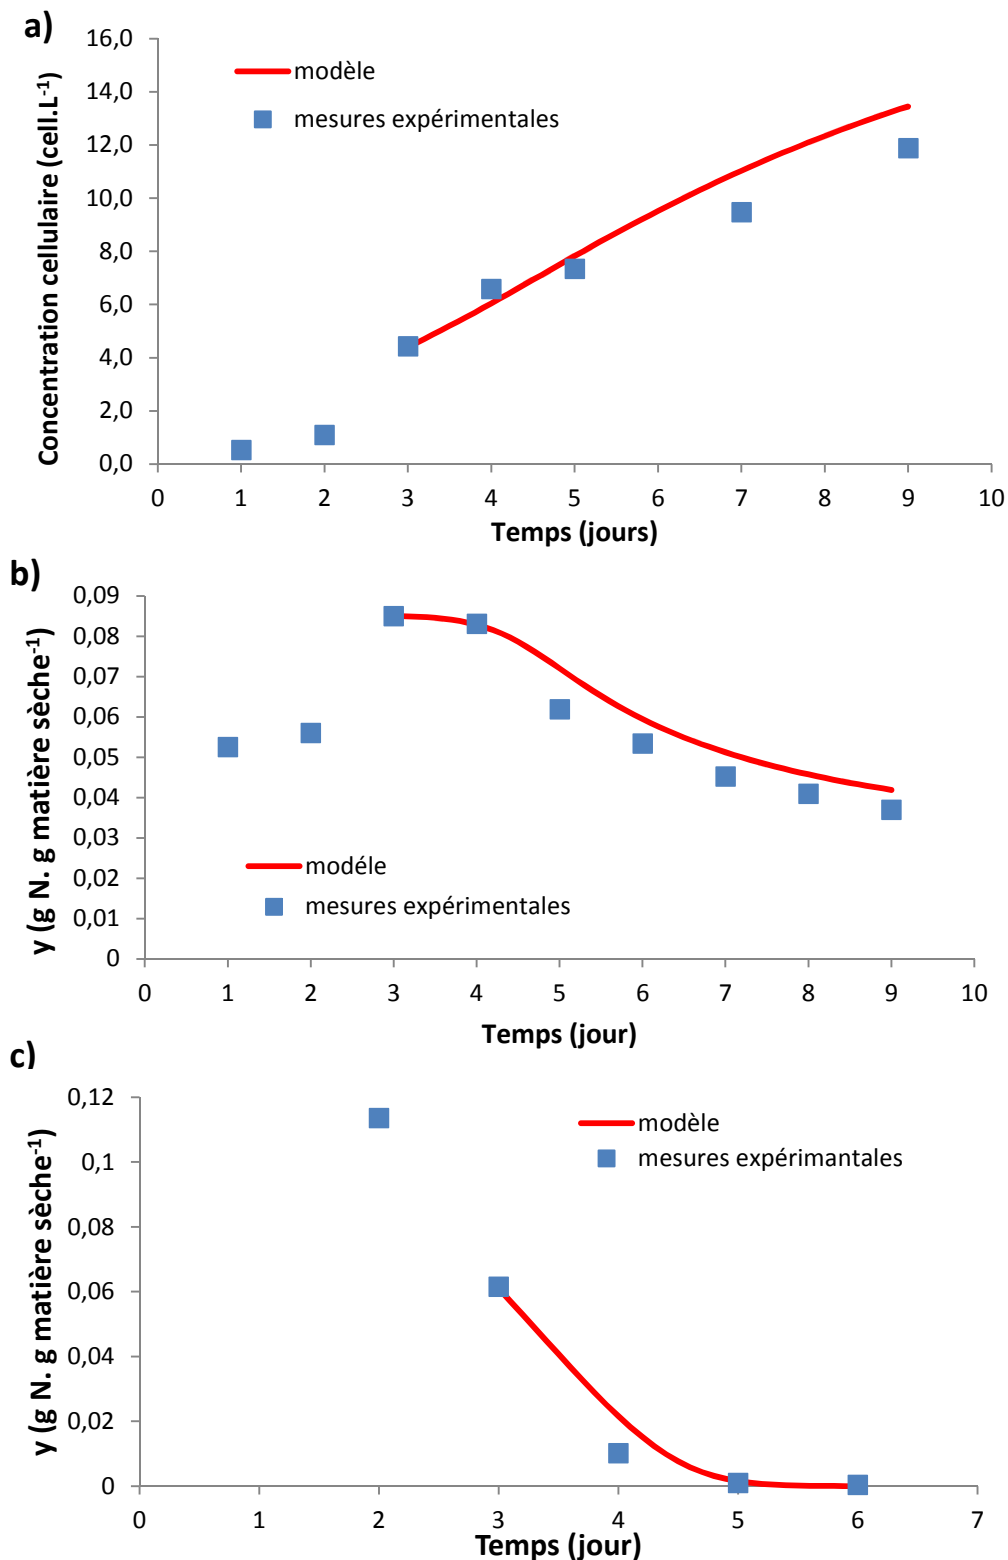 a)
Concentration cellulaire (cell.L-1)
16,0
14,0
12,0
10,0
8,0
6,0
4,0
2,0
0,0
modèle
mesures expérimentales
0 1 2 3 4 5 6 7 8 9 10
Temps (jours)
b)
y (g N. g matière sèche-1)
0,09
0,08
0,07
0,06
0,05
0,04
0,03
0,02
0,01
0
modéle
mesures expérimentales
0 1 2 3 4 5 6 7 8 9 10
Temps (jour)
c)
y (g N. g matière sèche-1)
0,12
0,1
0,08
0,06
0,04
0,02
0
modèle
mesures expérimantales
0 1 2 3 4 5 6 7
Temps (jour)